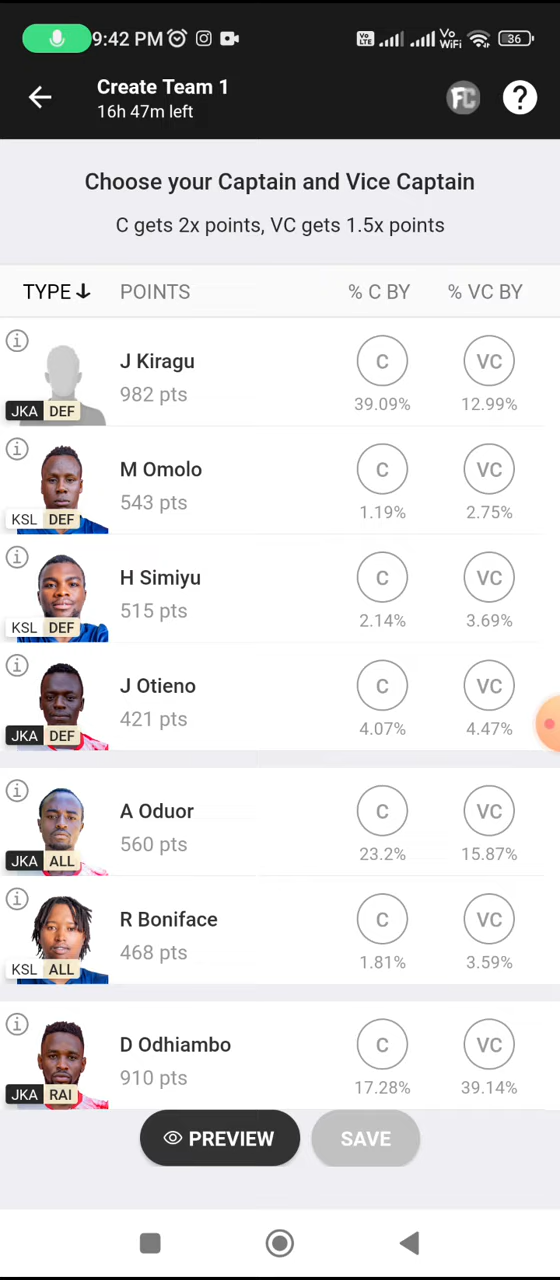 9:42 PM Vo LTE Vo WiFi 36
Create Team 1
16h 47m left
FC ?
Choose your Captain and Vice Captain
C gets 2x points, VC gets 1.5x points
TYPE POINTS % C BY % VC BY
J Kiragu C VC
982 pts 39.09% 12.99%
JKA DEF
M Omolo C VC
543 pts 1.19% 2.75%
KSL DEF
H Simiyu C VC
515 pts 2.14% 3.69%
KSL DEF
J Otieno C VC
421 pts 4.07% 4.47%
JKA DEF
A Oduor C VC
560 pts 23.2% 15.87%
JKA ALL
R Boniface C VC
468 pts 1.81% 3.59%
KSL ALL
D Odhiambo C VC
910 pts 17.28% 39.14%
JKA RAI
PREVIEW SAVE